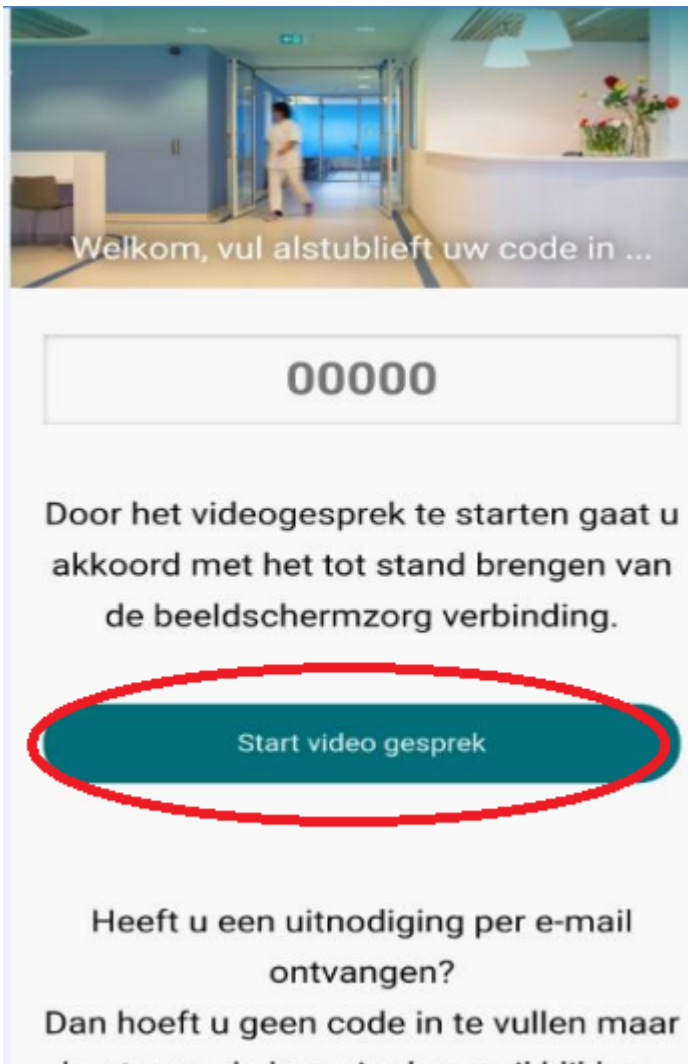 Welkom, vul alstublieft uw code in ...
00000
Door het videogesprek te starten gaat u
akkoord met het tot stand brengen van
de beeldschermzorg verbinding.
Start video gesprek
Heeft u een uitnodiging per e-mail
ontvangen?
Dan hoeft u geen code in te vullen maar